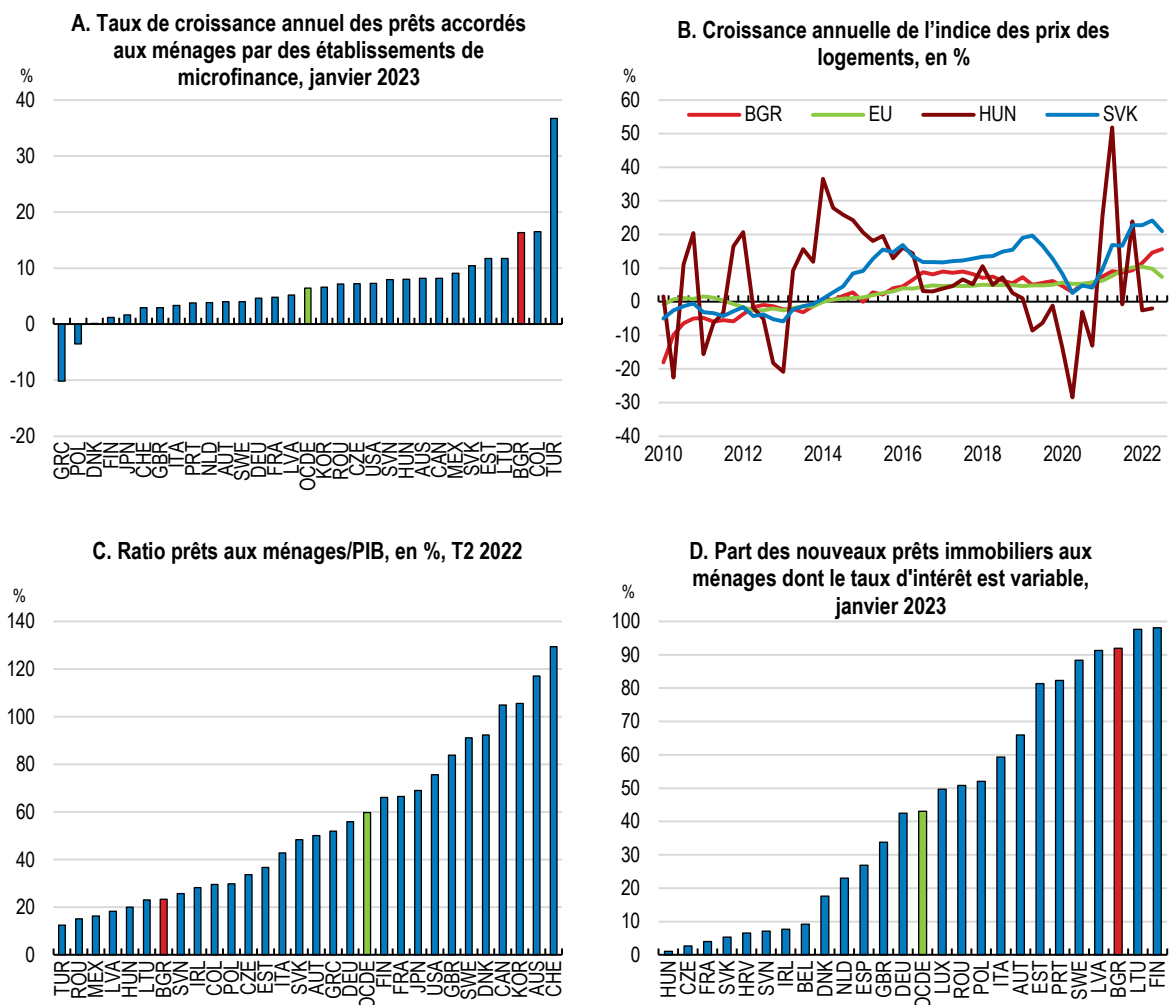 A. Taux de croissance annuel des prêts accordés
aux ménages par des établissements de
microfinance, janvier 2023
%
40
30
20
10
0
-10
-20
GRC POL DNK FIN JPN CHE GBR ITA PRT NLD AUT SWE DEU FRA LVA OCDE KOR ROU CZE USA SVN HUN AUS CAN MEX SVK EST LTU BGR COL TUR
B. Croissance annuelle de l’indice des prix des
logements, en %
%
BGR EU HUN SVK
60
50
40
30
20
10
0
-10
-20
-30
-40
2010 2012 2014 2016 2018 2020 2022
C. Ratio prêts aux ménages/PIB, en %, T2 2022
%
140
120
100
80
60
40
20
0
TUR ROU MEX LVA HUN LTU BGR SVN IRL COL POL CZE EST ITA SVK AUT GRC DEU OCDE FIN FRA JPN USA GBR SWE DNK CAN KOR AUS CHE
D. Part des nouveaux prêts immobiliers aux
ménages dont le taux d'intérêt est variable,
janvier 2023
%
100
90
80
70
60
50
40
30
20
10
0
HUN CZE FRA SVK HRV SVN IRL BEL DNK NLD ESP GBR DEU OCDE LUX ROU POL ITA AUT EST PRT SWE LVA BGR LTU FIN